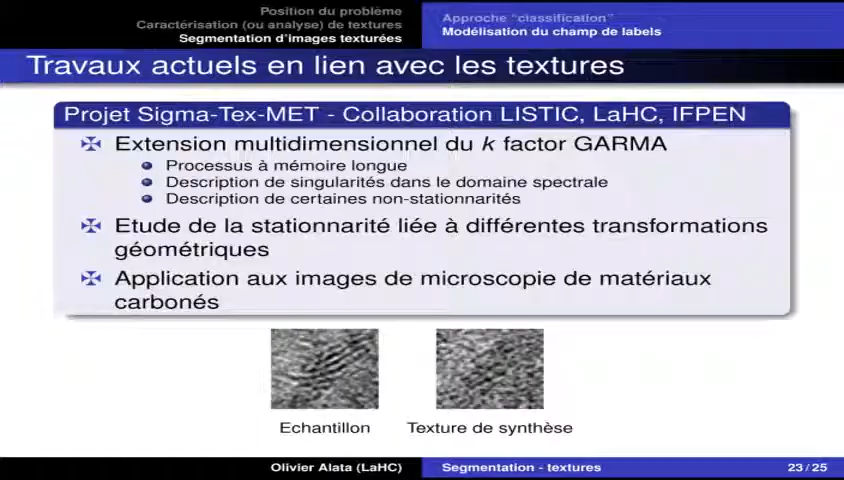 Position du problème
Caractérisation (ou analyse) de textures
Segmentation d'images texturées
Approche "classification"
Modélisation du champ de labels
Travaux actuels en lien avec les textures
Projet Sigma-Tex-MET - Collaboration LISTIC, LaHC, IFPEN
Extension multidimensionnel du k factor GARMA
Processus à mémoire longue
Description de singularités dans le domaine spectrale
Description de certaines non-stationnarités
Etude de la stationnarité liée à différentes transformations
géométriques
Application aux images de microscopie de matériaux
carbonés
Echantillon
Texture de synthèse
Olivier Alata (LaHC)
Segmentation - textures
23 / 25